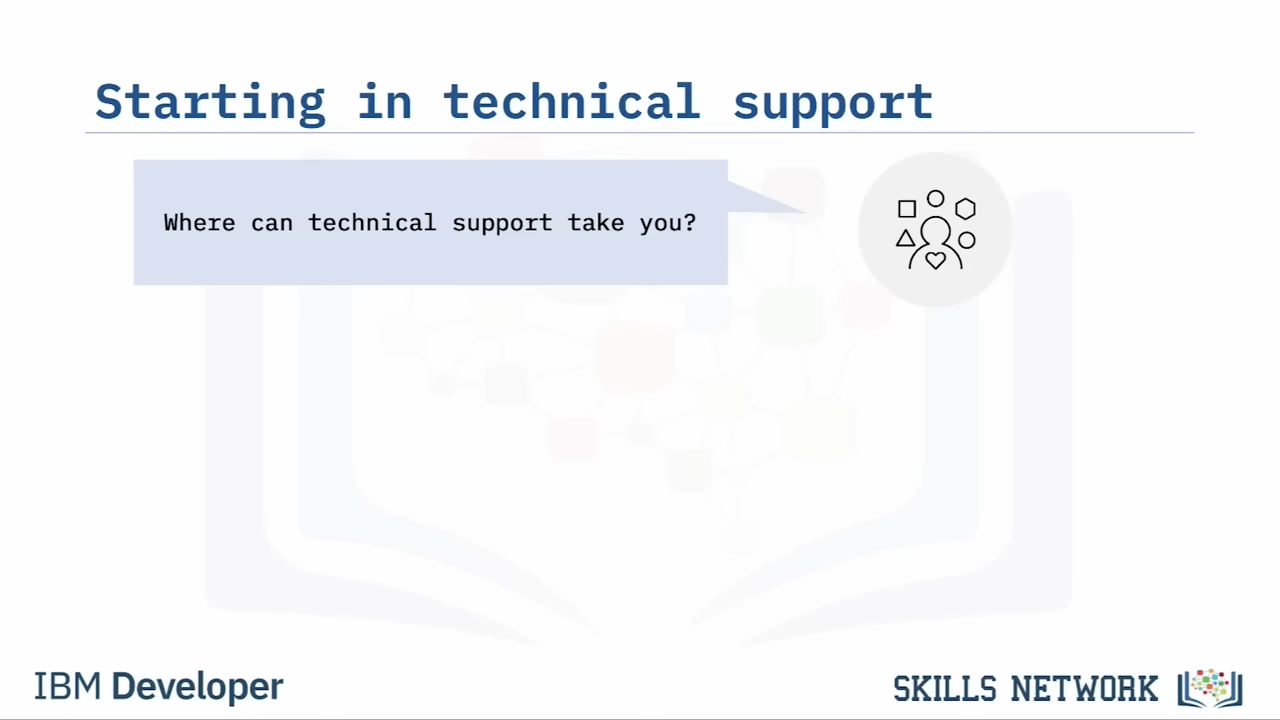 Starting in technical support
Where can technical support take you?
IBM Developer
SKILLS NETWORK